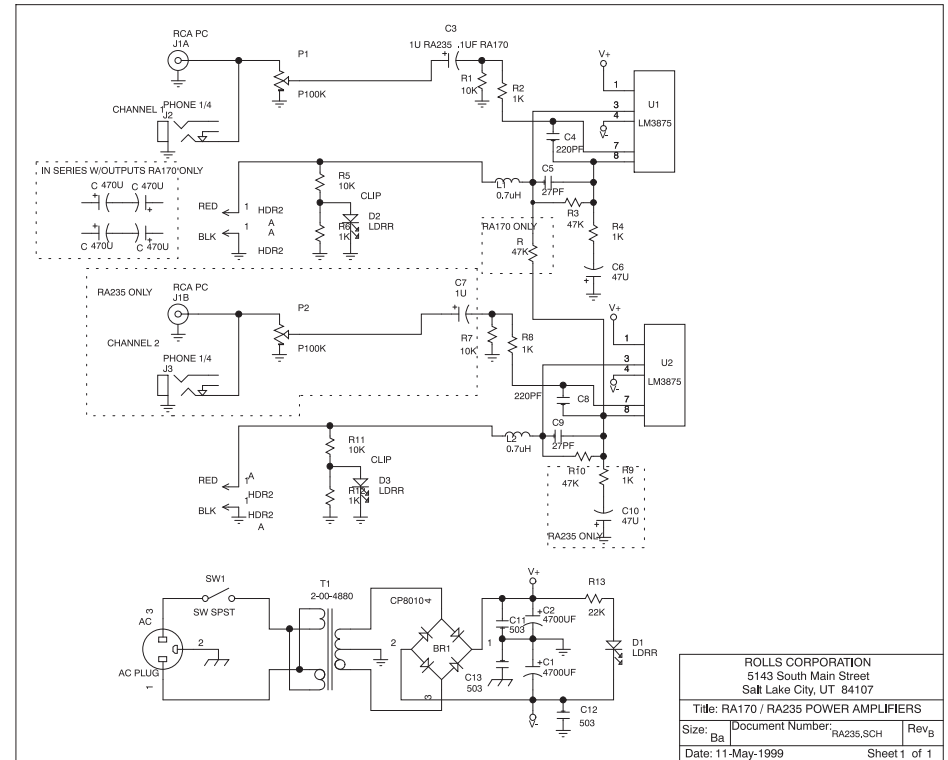 RCA PC
J1A
P1
P100K
C3
1U RA235 .1UF RA170
+
R1
10K
R2
1K
V+
1
3
4
V-
7
8
U1
LM3875
CHANNEL 1
PHONE 1/4
J2
C4
220PF
C5
27PF
L1
0.7uH
R3
47K
R4
1K
C6
47U
+
IN SERIES W/OUTPUTS RA170 ONLY
C 470U C 470U
+ +
+ +
C 470U C 470U
RED
1
HDR2
A
A
BLK
1
HDR2
R5
10K
CLIP
R6
1K
D2
LDRR
RA170 ONLY
R
47K
RA235 ONLY
RCA PC
J1B
P2
P100K
CHANNEL 2
PHONE 1/4
J3
C7
1U
+
R7
10K
R8
1K
V+
1
3
4
V-
7
8
U2
LM3875
220PF
C8
C9
27PF
L2
0.7uH
R10
47K
R9
1K
C10
47U
+
RA235 ONLY
RED
1
A
HDR2
BLK
1
HDR2
A
R11
10K
CLIP
R12
1K
D3
LDRR
SW1
SW SPST
AC
3
2
AC PLUG
1
T1
2-00-4880
CP8010
4
2
BR1
1
3
V+
C11
503
+C2
4700UF
C13
503
+C1
4700UF
V-
C12
503
R13
22K
D1
LDRR
ROLLS CORPORATION
5143 South Main Street
Salt Lake City, UT 84107
Title: RA170 / RA235 POWER AMPLIFIERS
Size: Ba
Document Number: RA235.SCH
Rev B
Date: 11-May-1999
Sheet 1 of 1